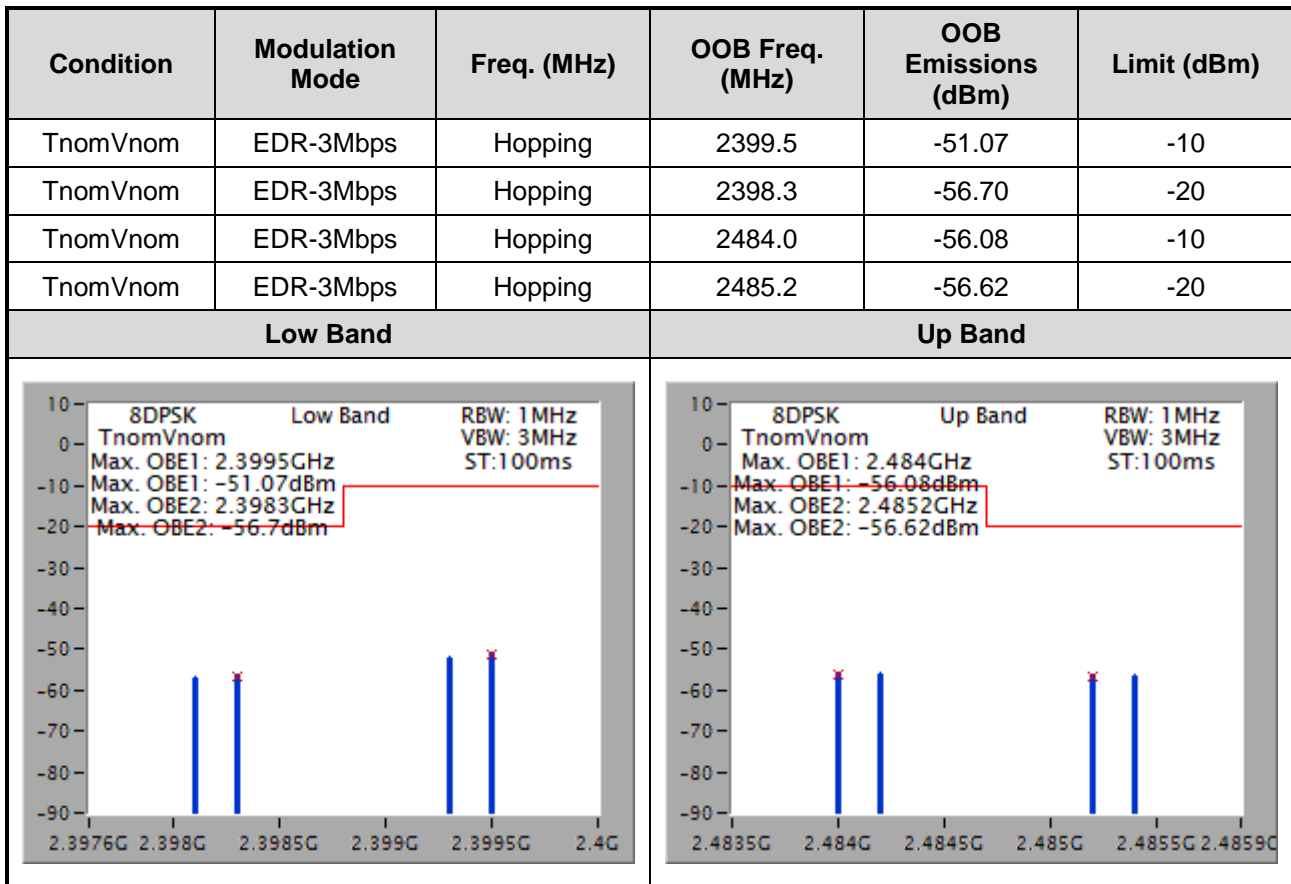 Condition Modulation Mode Freq. (MHz) OOB Freq. (MHz) OOB Emissions (dBm) Limit (dBm)
TnomVnom EDR-3Mbps Hopping 2399.5 -51.07 -10
TnomVnom EDR-3Mbps Hopping 2398.3 -56.70 -20
TnomVnom EDR-3Mbps Hopping 2484.0 -56.08 -10
TnomVnom EDR-3Mbps Hopping 2485.2 -56.62 -20
Low Band Up Band
8DPSK Low Band RBW: 1MHz
TnomVnom VBW: 3MHz
Max. OBE1: 2.3995GHz ST:100ms
Max. OBE1: -51.07dBm
Max. OBE2: 2.3983GHz
Max. OBE2: -56.7dBm
10
0
-10
-20
-30
-40
-50
-60
-70
-80
-90
2.3976G 2.398G 2.3985G 2.399G 2.3995G 2.4G
8DPSK Up Band RBW: 1MHz
TnomVnom VBW: 3MHz
Max. OBE1: 2.484GHz ST:100ms
Max. OBE1: -56.08dBm
Max. OBE2: 2.4852GHz
Max. OBE2: -56.62dBm
10
0
-10
-20
-30
-40
-50
-60
-70
-80
-90
2.4835G 2.484G 2.4845G 2.485G 2.4855G 2.4859G